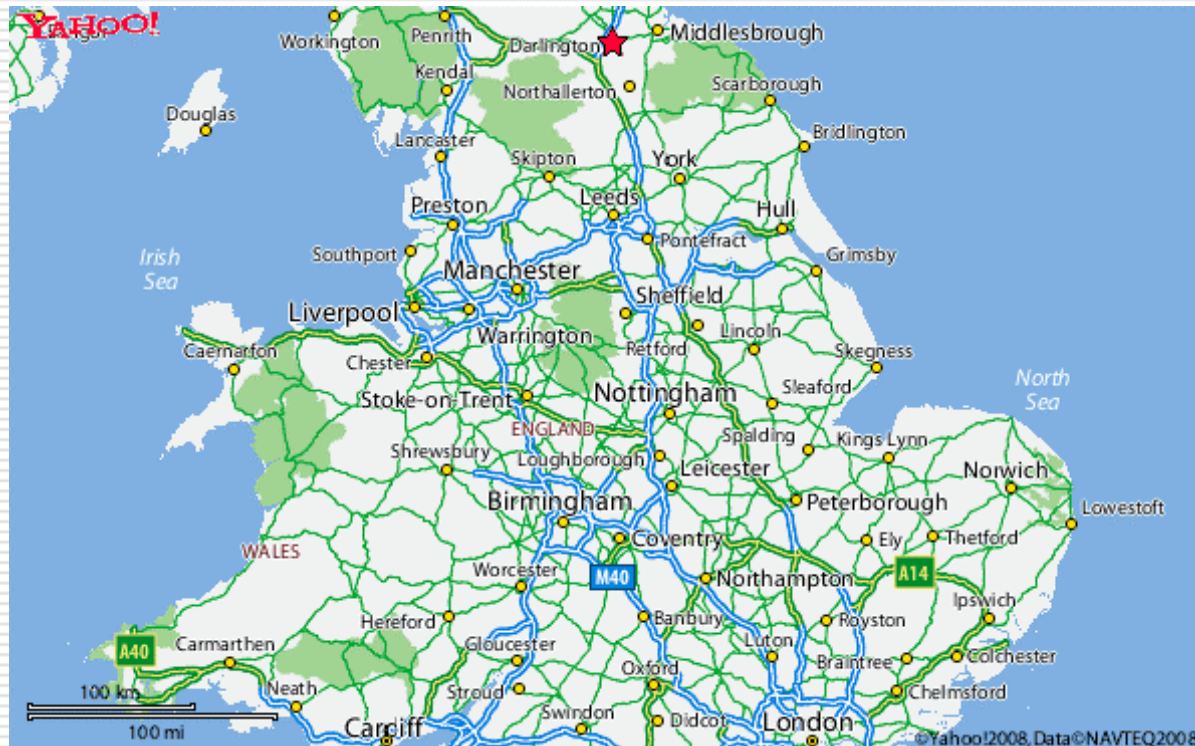 YAHOO!
Workington
Penrith
Darlington
Middlesbrough
Kendal
Northallerton
Scarborough
Douglas
Bridlington
Lancaster
Skipton
York
Preston
Leeds
Hull
Southport
Pontefract
Irish
Sea
Grimsby
Manchester
Sheffield
Liverpool
Warrington
Lincoln
Caernarfon
Chester
Retford
Skegness
North
Sea
Stoke-on-Trent
Nottingham
Sleaford
ENGLAND
Spalding
Kings Lynn
Shrewsbury
Loughborough
Leicester
Norwich
Birmingham
Peterborough
Lowestoft
Coventry
Ely
Thetford
WALES
Worcester
M40
Northampton
A14
Ipswich
Hereford
Banbury
Royston
A40
Carmarthen
Gloucester
Luton
Braintree
Colchester
Oxford
100 km
Neath
Stroud
Chelmsford
100 mi
Cardiff
Swindon
Didcot
London
©Yahoo!2008, Data©NAVTEQ2008